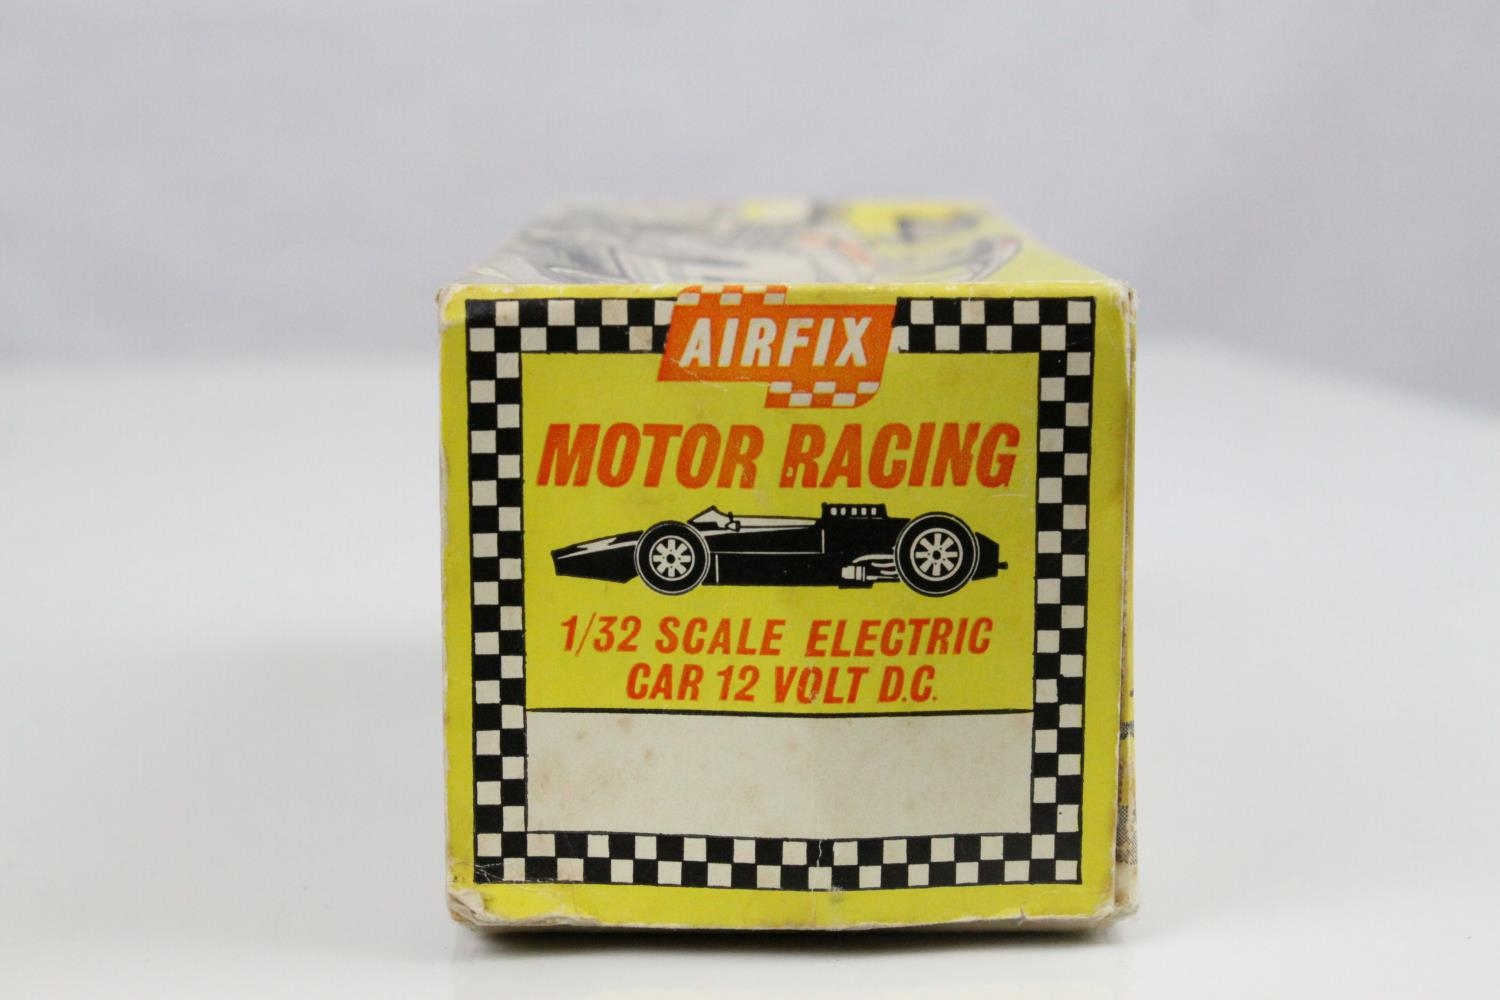 AIRFIX
MOTOR RACING
1/32 SCALE ELECTRIC
CAR 12 VOLT D.C.